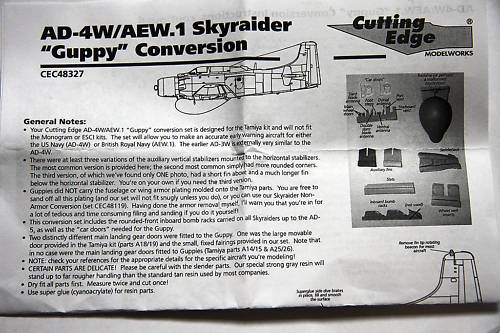 AD-4W/AEW.1 Skyraider
"Guppy" Conversion
CEC48327
Cutting
Edge®
MODELWORKS
General Notes:
• Your Cutting Edge AD-4W/AEW.1 "Guppy" conversion set is designed for the Tamiya kit and will not fit
the Monogram or ESCI kits. The set will allow you to make an accurate early warning aircraft for either
the US Navy (AD-4W) or British Royal Navy (AEW.1). The earlier AD-3W is externally very similar to the
AD-4W.
• There are at least three variations of the auxiliary vertical stabilizers mounted to the horizontal stabilizers.
The most common version is provided here; the second most common simply had more rounded corners.
The third version, of which we've found only ONE photo, had a short fin above and a much longer fin
below the horizontal stabilizer. You're on your own if you need the third version.
• Guppies did NOT carry the fuselage or wing armor plating molded onto the Tamiya parts. You are free to
sand off all this plating (and our set will not fit snugly unless you do), or you can use our Skyraider Non-
Armor Conversion (set CEC48119). Having done the armor removal myself, I'll warn you that you're in for
a lot of tedious and time consuming filing and sanding if you do it yourself!
• This conversion set includes the rounded-front inboard bomb racks carried on all Skyraiders up to the AD-
5, as well as the "car doors" needed for the Guppy.
• Two distinctly different main landing gear doors were fitted to the Guppy. One was the large movable
door provided in the Tamiya kit (parts A18/19) and the small, fixed fairings provided in our set. Note that
in no case were the main landing gear doors fitted to Guppies (Tamiya parts A14/15 & A25/26).
• NOTE: check your references for the appropriate details for the specific aircraft you're modeling!
• CERTAIN PARTS ARE DELICATE! Please be careful with the slender parts. Our special strong gray resin will
stand up to far rougher handling than the standard tan resin used by most companies.
• Dry fit all parts first. Measure twice and cut once!
• Use super glue (cyanoacrylate) for resin parts.
"Car doors"
Auxiliary fins
Slats
Inboard bomb
racks
(not used)
Wheel well
inserts
Remove fin tip rotating
beacon for most
aircraft
Superglue side dive brakes
in place, fill and smooth
the surface